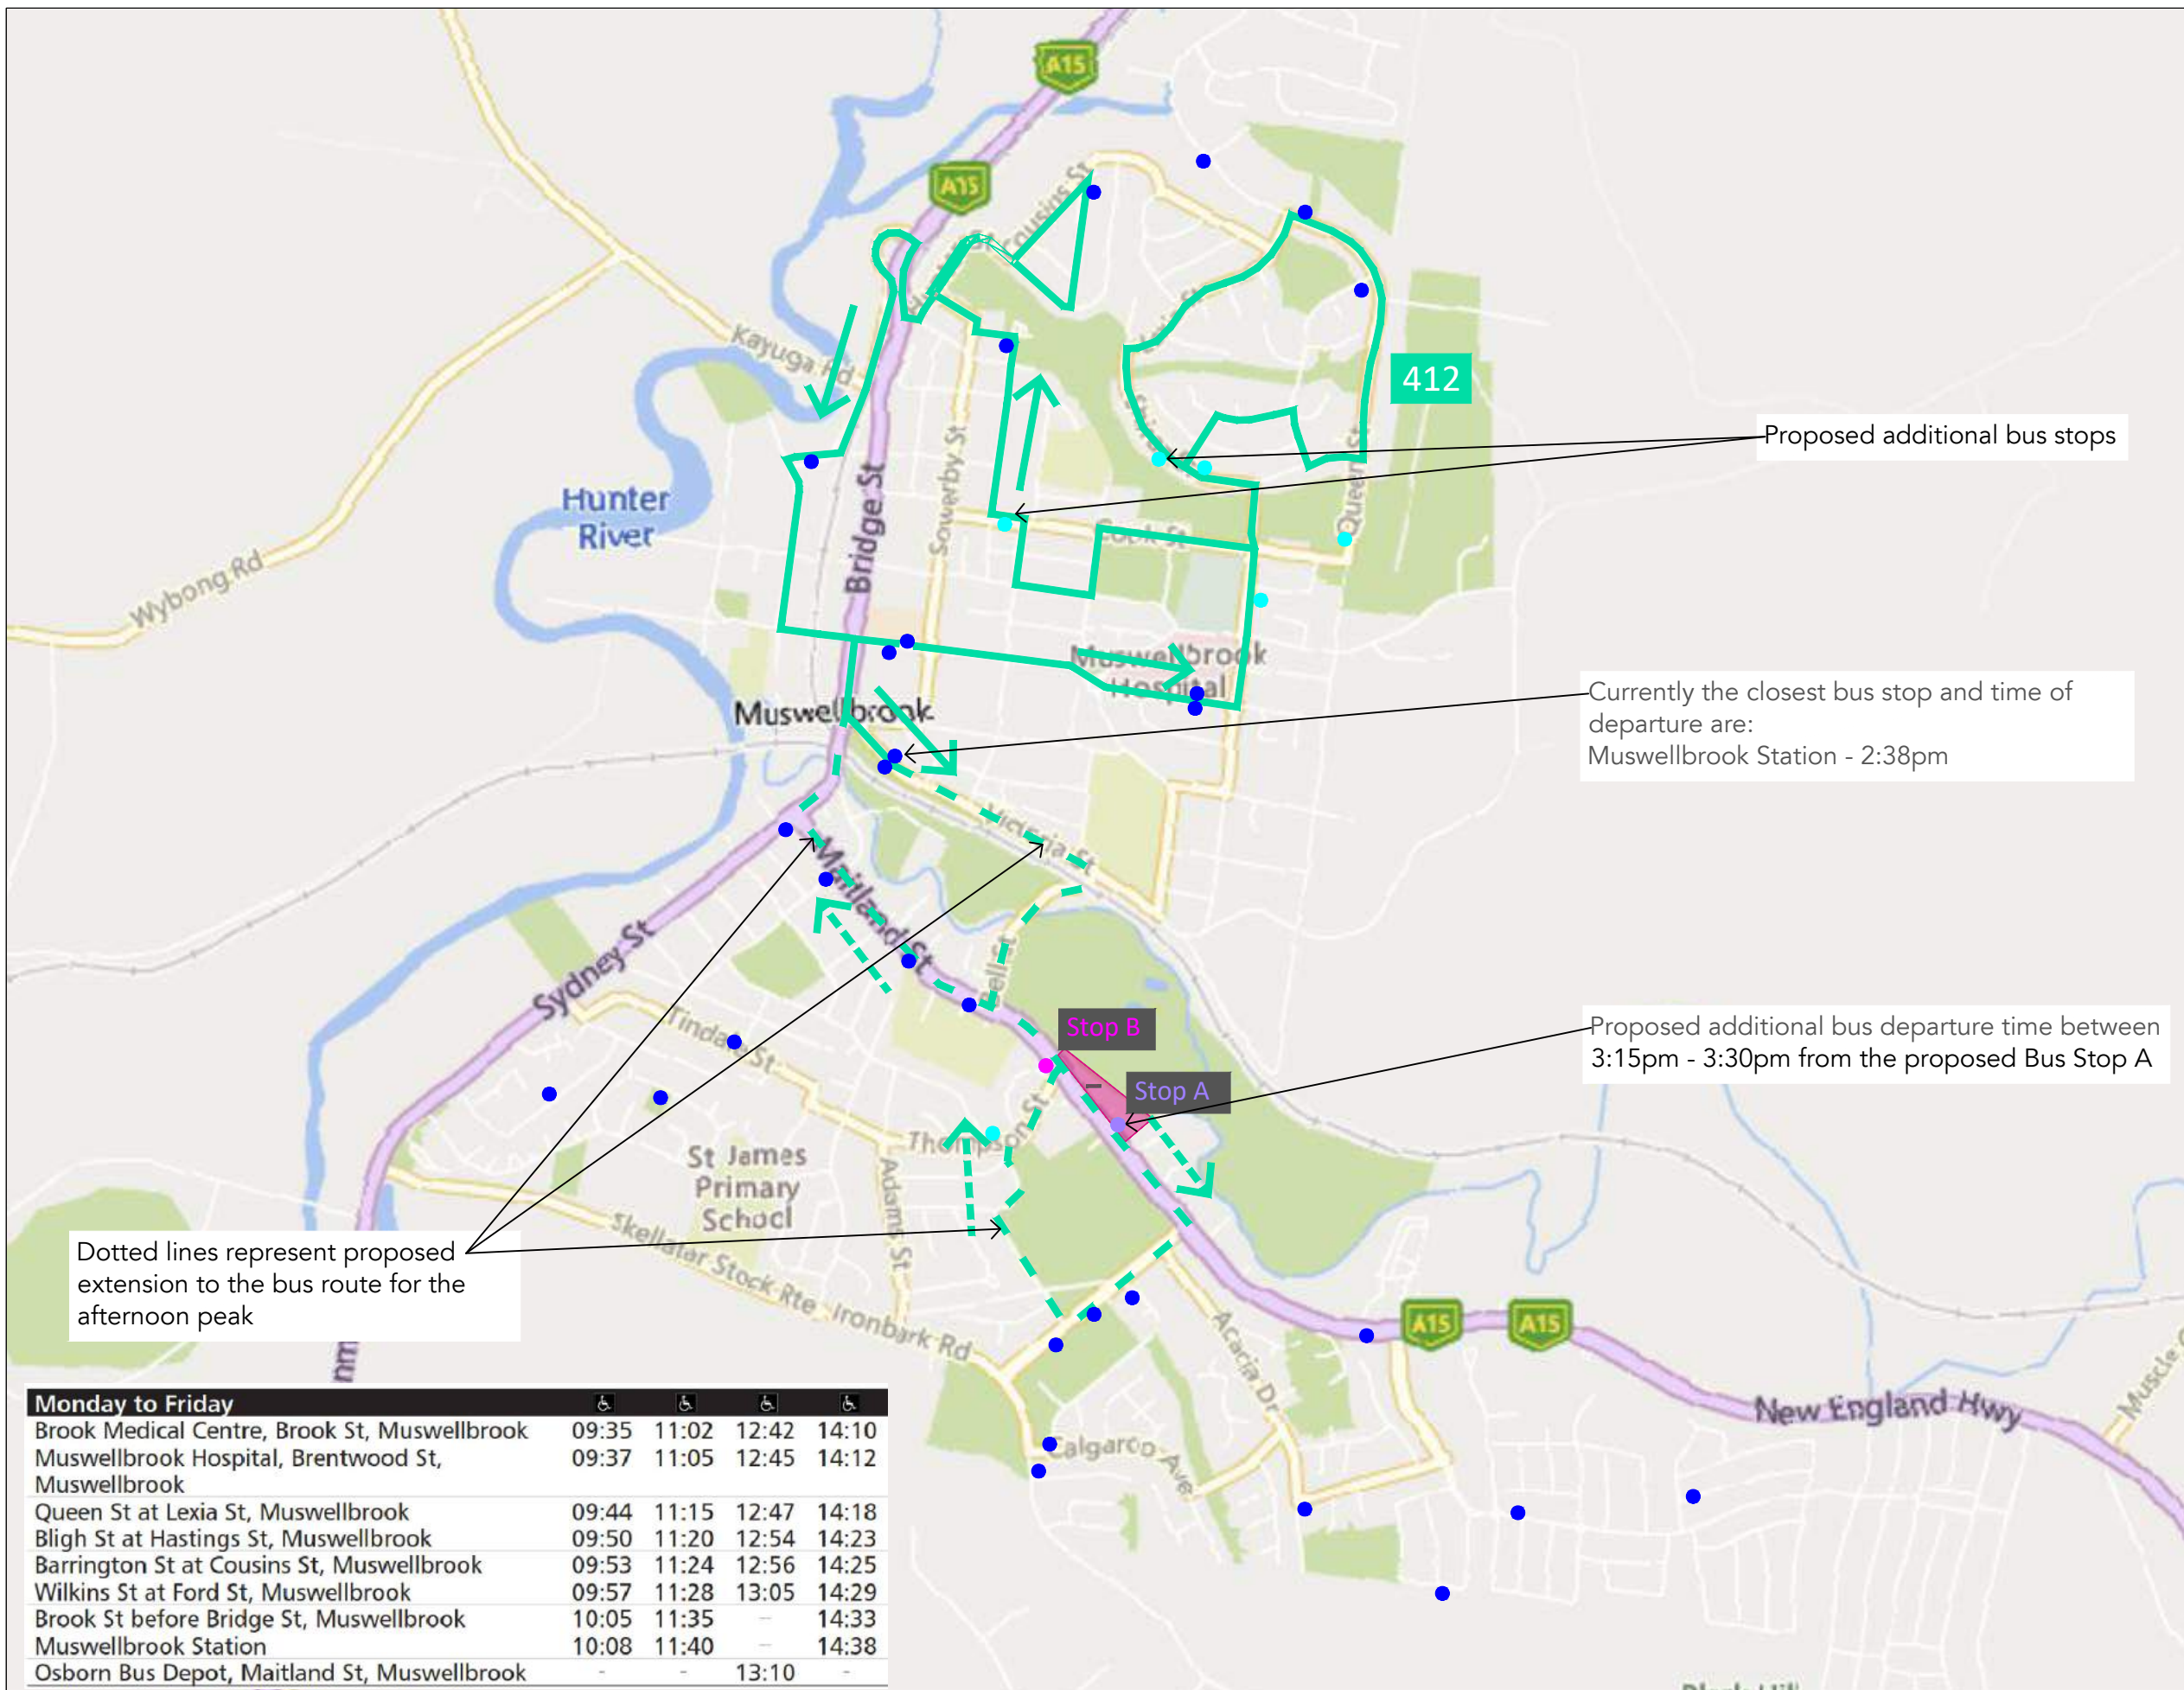 A15
A15
Cousins St
Kayuga Rd
412
Proposed additional bus stops
Hunter
River
Bridge St
Sowerby St
Queen St
Cook St
Wybong Rd
Muswellbrook
Hospital
Muswellbrook
Currently the closest bus stop and time of
departure are:
Muswellbrook Station - 2:38pm
Victoria St
Maitland St
Sydney St
Bell St
Stop B
Proposed additional bus departure time between
3:15pm - 3:30pm from the proposed Bus Stop A
Tindale St
Stop A
Thompson St
St James
Primary
School
Adams St
Skellatar Stock Rte
Ironbark Rd
Dotted lines represent proposed
extension to the bus route for the
afternoon peak
Acacia Dr
A15
A15
New England Hwy
Muscle
Calgaroo Ave
Monday to Friday
Brook Medical Centre, Brook St, Muswellbrook 09:35 11:02 12:42 14:10
Muswellbrook Hospital, Brentwood St, 09:37 11:05 12:45 14:12
Muswellbrook
Queen St at Lexia St, Muswellbrook 09:44 11:15 12:47 14:18
Bligh St at Hastings St, Muswellbrook 09:50 11:20 12:54 14:23
Barrington St at Cousins St, Muswellbrook 09:53 11:24 12:56 14:25
Wilkins St at Ford St, Muswellbrook 09:57 11:28 13:05 14:29
Brook St before Bridge St, Muswellbrook 10:05 11:35 – 14:33
Muswellbrook Station 10:08 11:40 – 14:38
Osborn Bus Depot, Maitland St, Muswellbrook - - 13:10 -